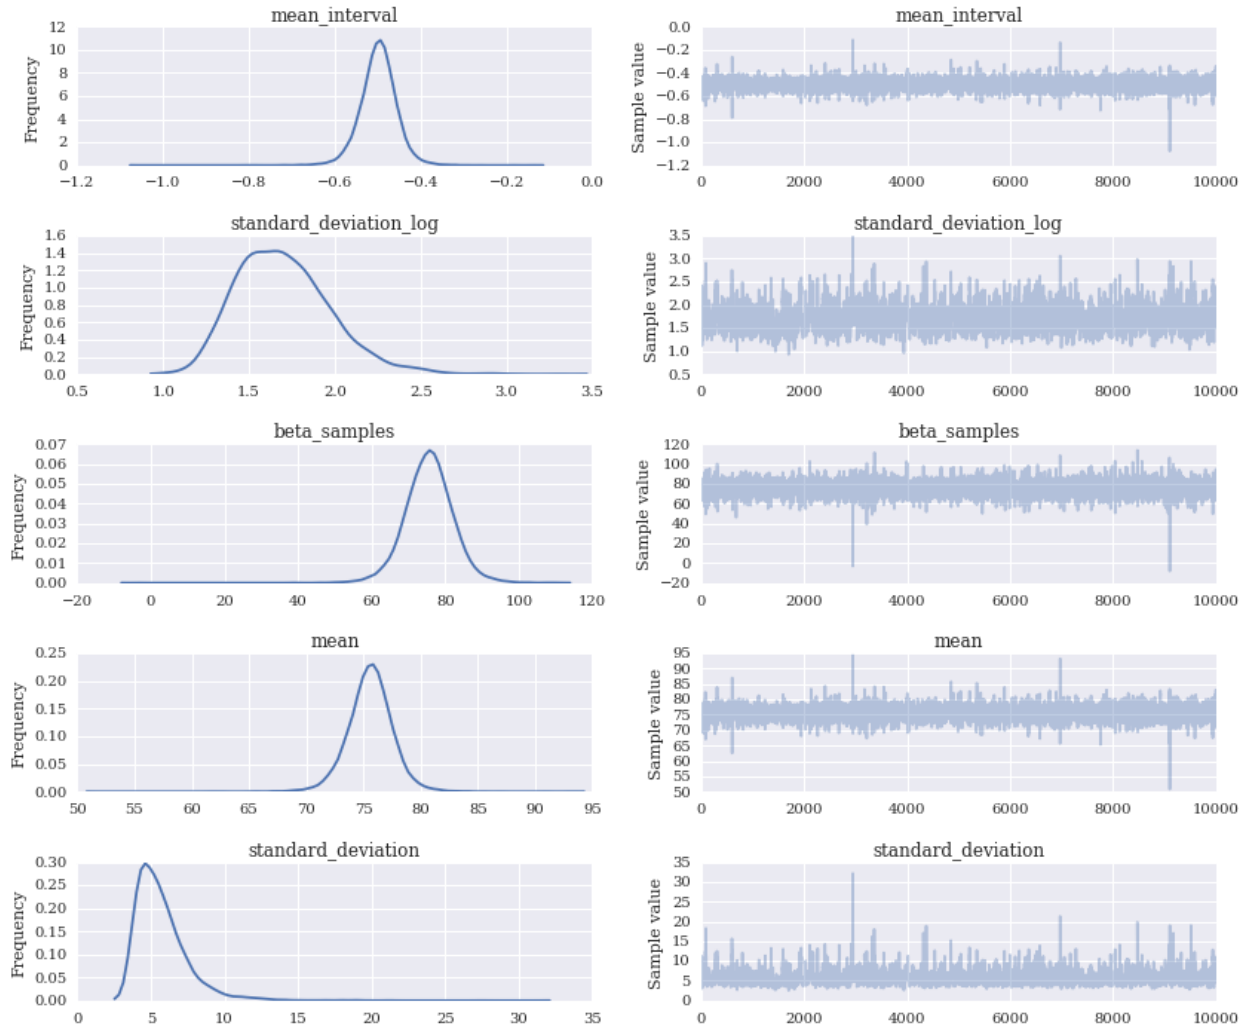 mean_interval
mean_interval
Frequency
12
10
8
6
4
2
0
−1.2 −1.0 −0.8 −0.6 −0.4 −0.2 0.0
Sample value
0.0
−0.2
−0.4
−0.6
−0.8
−1.0
−1.2
0 2000 4000 6000 8000 10000
standard_deviation_log
standard_deviation_log
Frequency
1.6
1.4
1.2
1.0
0.8
0.6
0.4
0.2
0.0
0.5 1.0 1.5 2.0 2.5 3.0 3.5
Sample value
3.5
3.0
2.5
2.0
1.5
1.0
0.5
0 2000 4000 6000 8000 10000
beta_samples
beta_samples
Frequency
0.07
0.06
0.05
0.04
0.03
0.02
0.01
0.00
−20 0 20 40 60 80 100 120
Sample value
120
100
80
60
40
20
0
−20
0 2000 4000 6000 8000 10000
mean
mean
Frequency
0.25
0.20
0.15
0.10
0.05
0.00
50 55 60 65 70 75 80 85 90 95
Sample value
95
90
85
80
75
70
65
60
55
50
0 2000 4000 6000 8000 10000
standard_deviation
standard_deviation
Frequency
0.30
0.25
0.20
0.15
0.10
0.05
0.00
0 5 10 15 20 25 30 35
Sample value
35
30
25
20
15
10
5
0
0 2000 4000 6000 8000 10000